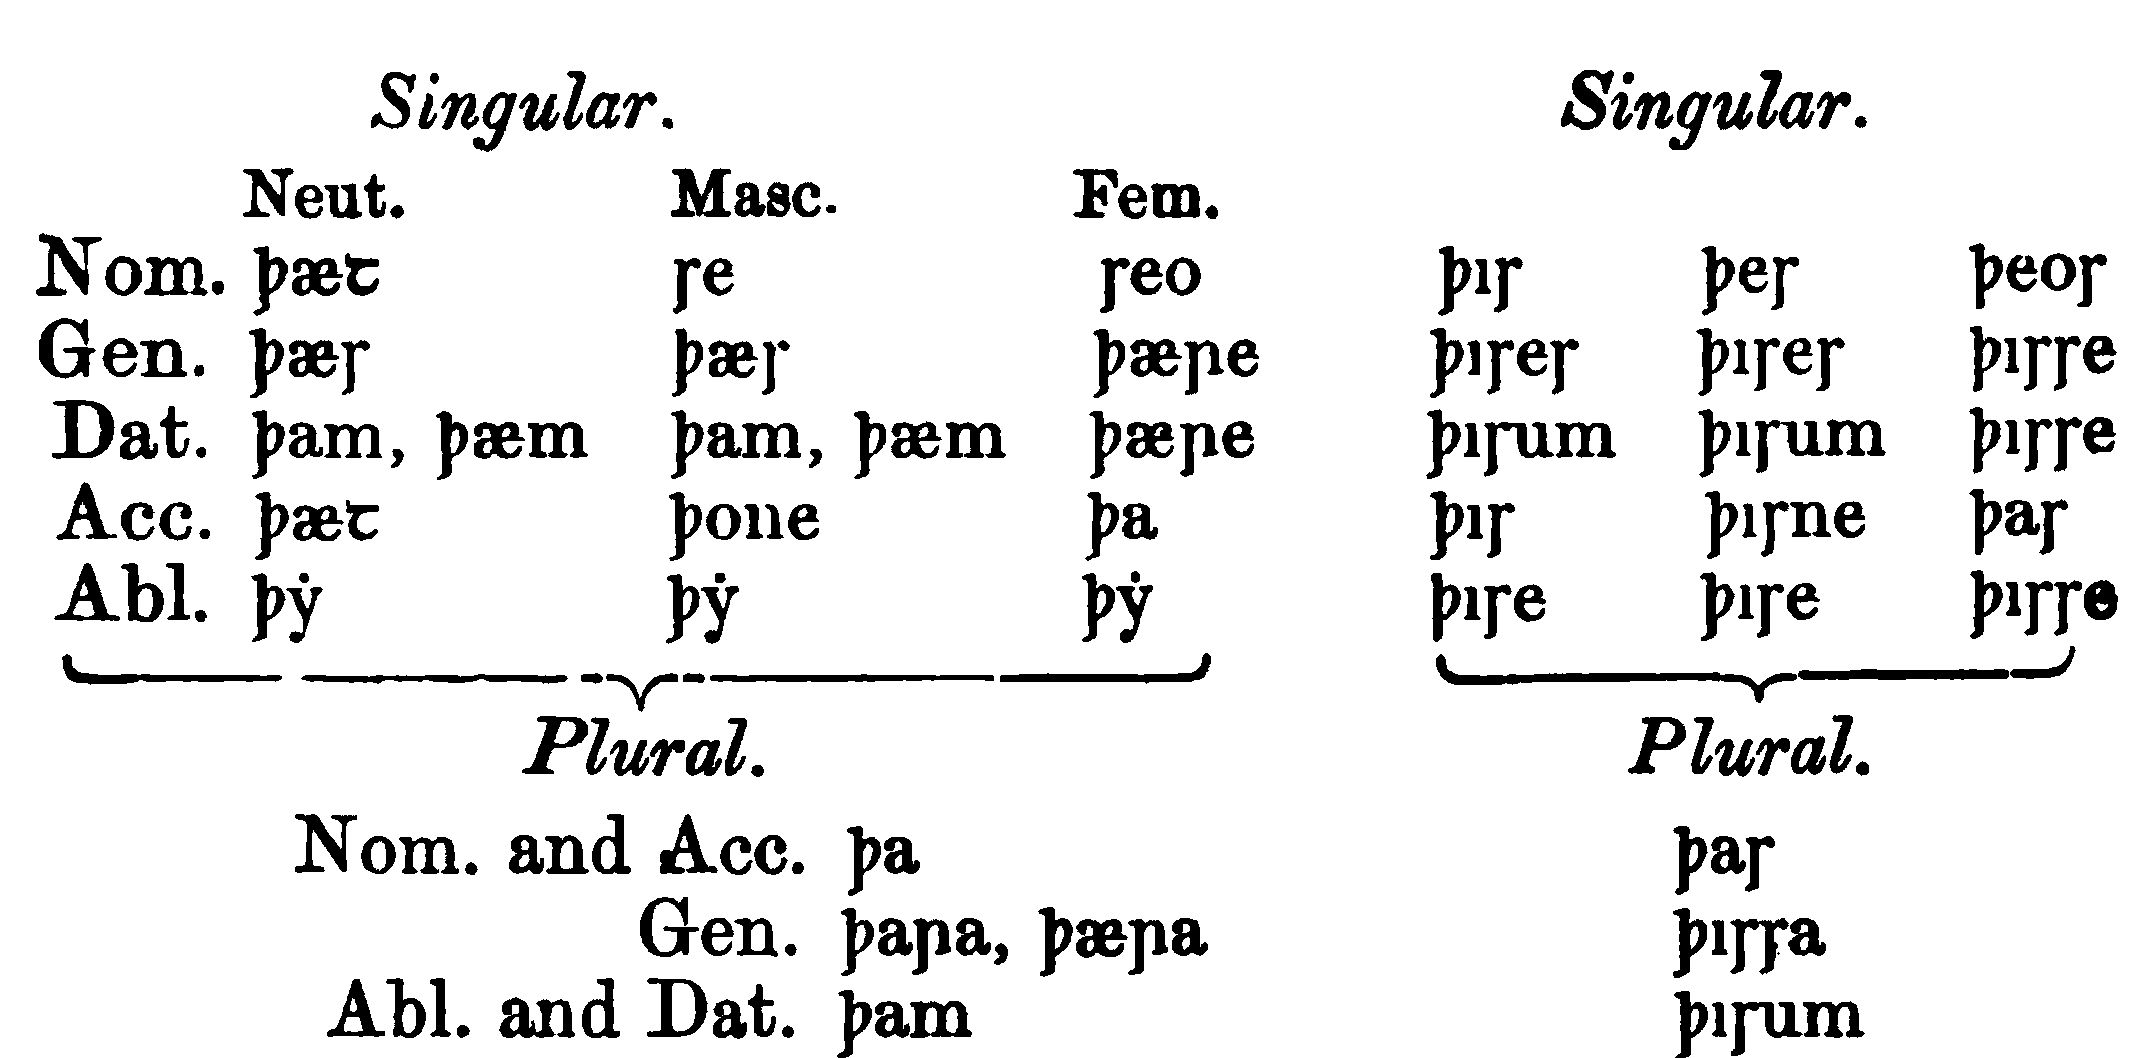 Singular. Singular.
Neut. Masc. Fem.
Nom. þæꞇ ꞅe ꞅeo þıꞅ þeꞅ þeoꞅ
Gen. þæꞅ þæꞅ þæꞃe þıꞅeꞅ þıꞅeꞅ þıꞅꞅe
Dat. þam, þæm þam, þæm þæꞃe þıꞅum þıꞅum þıꞅꞅe
Acc. þæꞇ þone þa þıꞅ þıꞅne þaꞅ
Abl. þẏ þẏ þẏ þıꞅe þıꞅe þıꞅꞅe
Plural. Plural.
Nom. and Acc. þa þaꞅ
Gen. þaꞃa, þæꞃa þıꞅꞅa
Abl. and Dat. þam þıꞅum